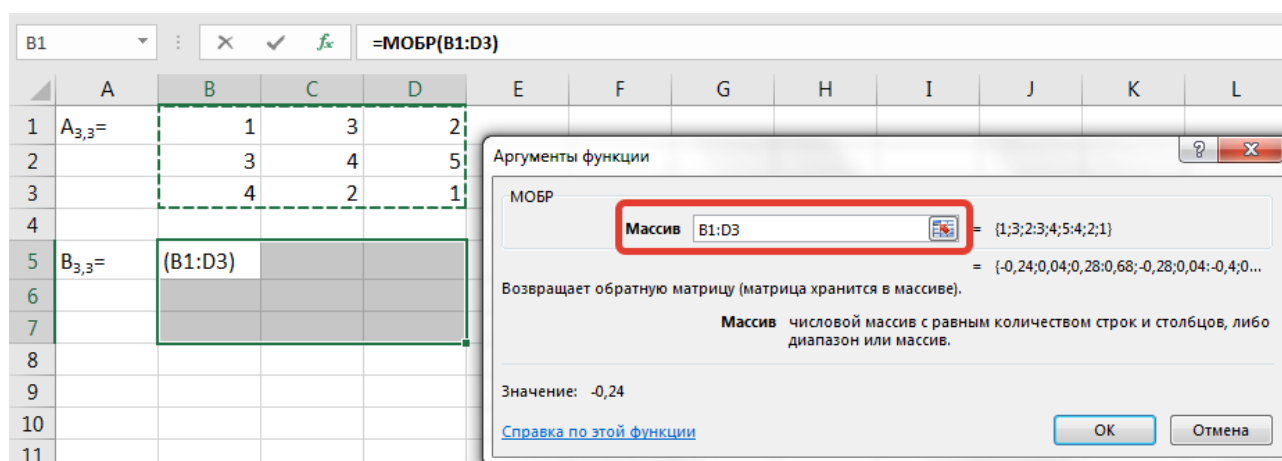 B1 =МОБР(B1:D3)
A B C D E F G H I J K L
1 A3,3= 1 3 2
2 3 4 5
3 4 2 1
4
5 B3,3= (B1:D3)
6
7
8
9
10
11
Аргументы функции
МОБР
Массив B1:D3 = {1;3;2:3;4;5:4;2;1}
= {-0,24;0,04;0,28:0,68;-0,28;0,04:-0,4;0...
Возвращает обратную матрицу (матрица хранится в массиве).
Массив числовой массив с равным количеством строк и столбцов, либо
диапазон или массив.
Значение: -0,24
Справка по этой функции ОК Отмена